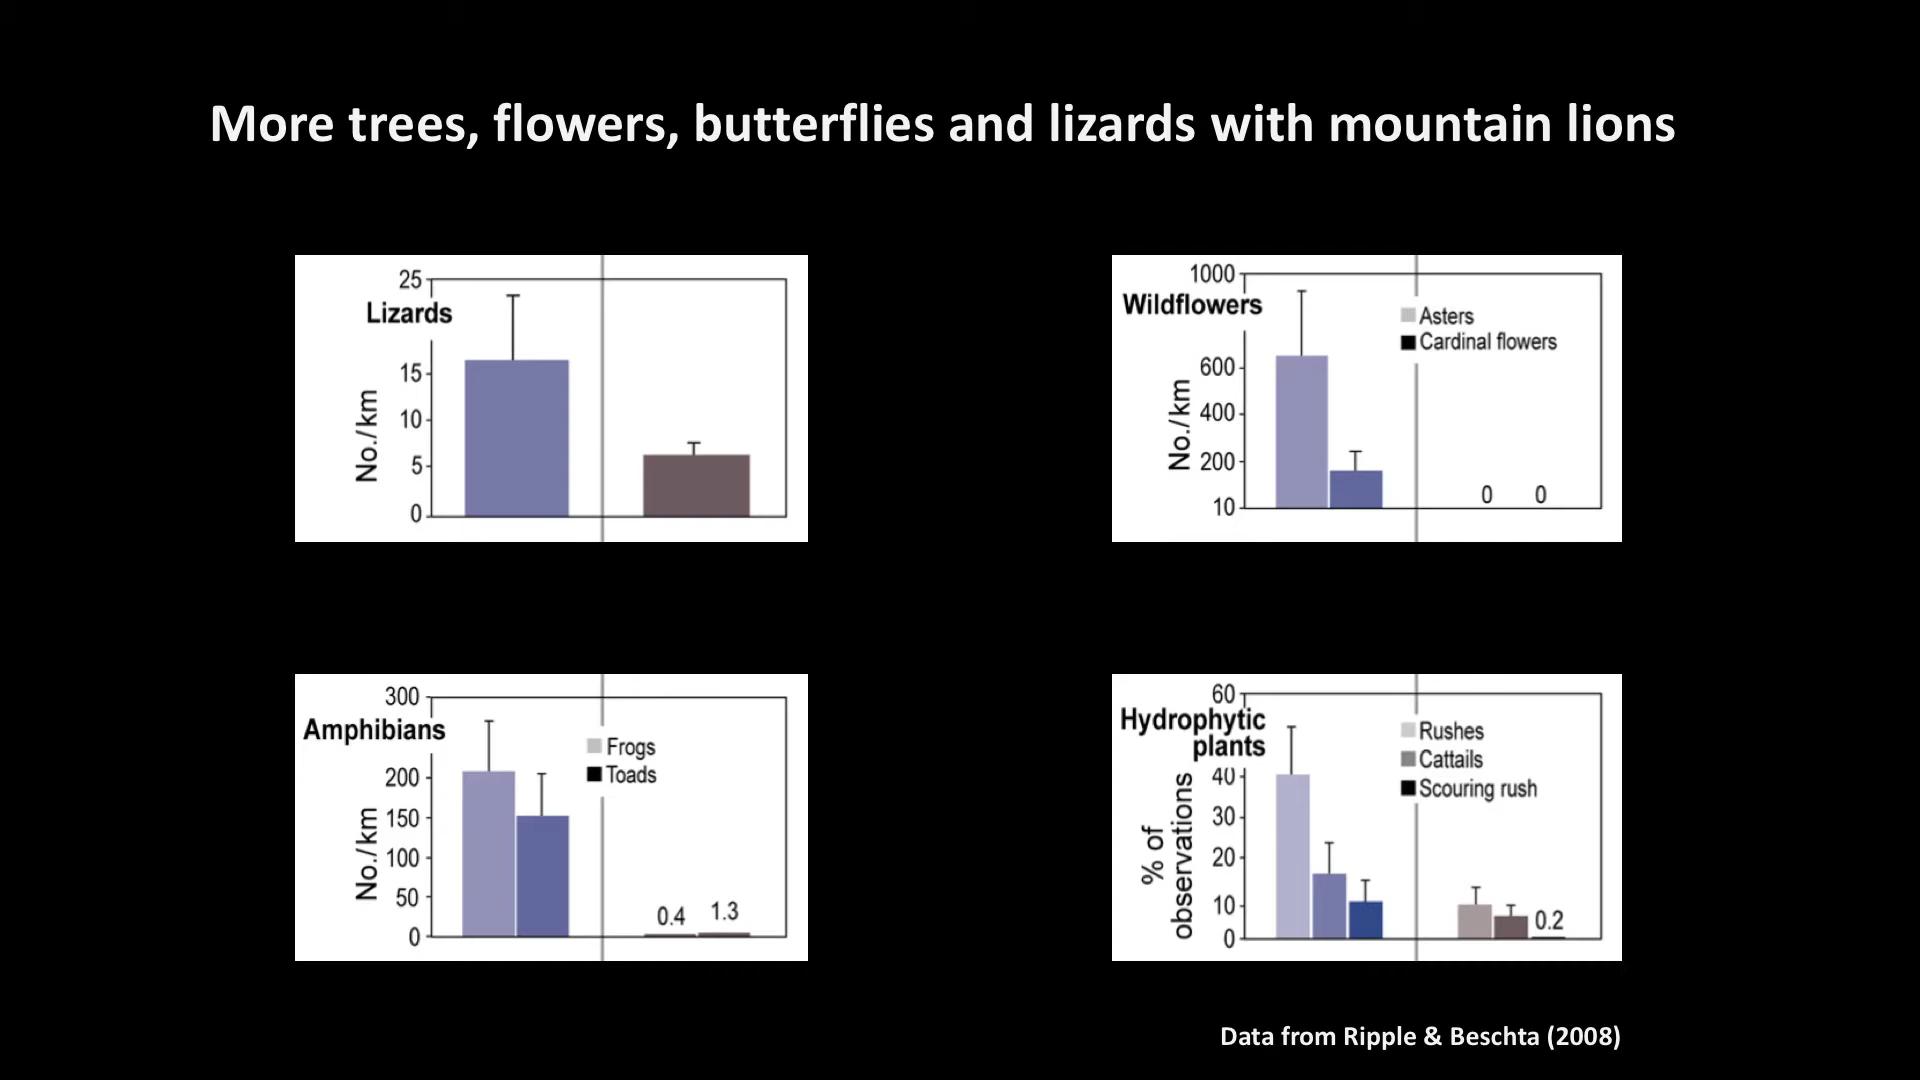 More trees, flowers, butterflies and lizards with mountain lions
25
Lizards
15
10
5
0
No./km
1000
Wildflowers
Asters
Cardinal flowers
600
400
200
10
No./km
0 0
300
Amphibians
Frogs
Toads
200
150
100
50
0
No./km
0.4 1.3
60
Hydrophytic
plants
Rushes
Cattails
Scouring rush
40
30
20
10
0
% of
observations
0.2
Data from Ripple & Beschta (2008)